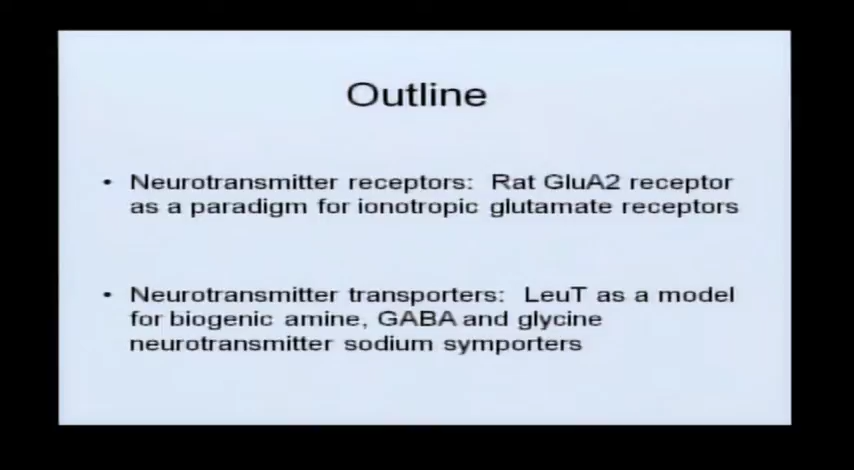 Outline
• Neurotransmitter receptors: Rat GluA2 receptor
as a paradigm for ionotropic glutamate receptors
• Neurotransmitter transporters: LeuT as a model
for biogenic amine, GABA and glycine
neurotransmitter sodium symporters